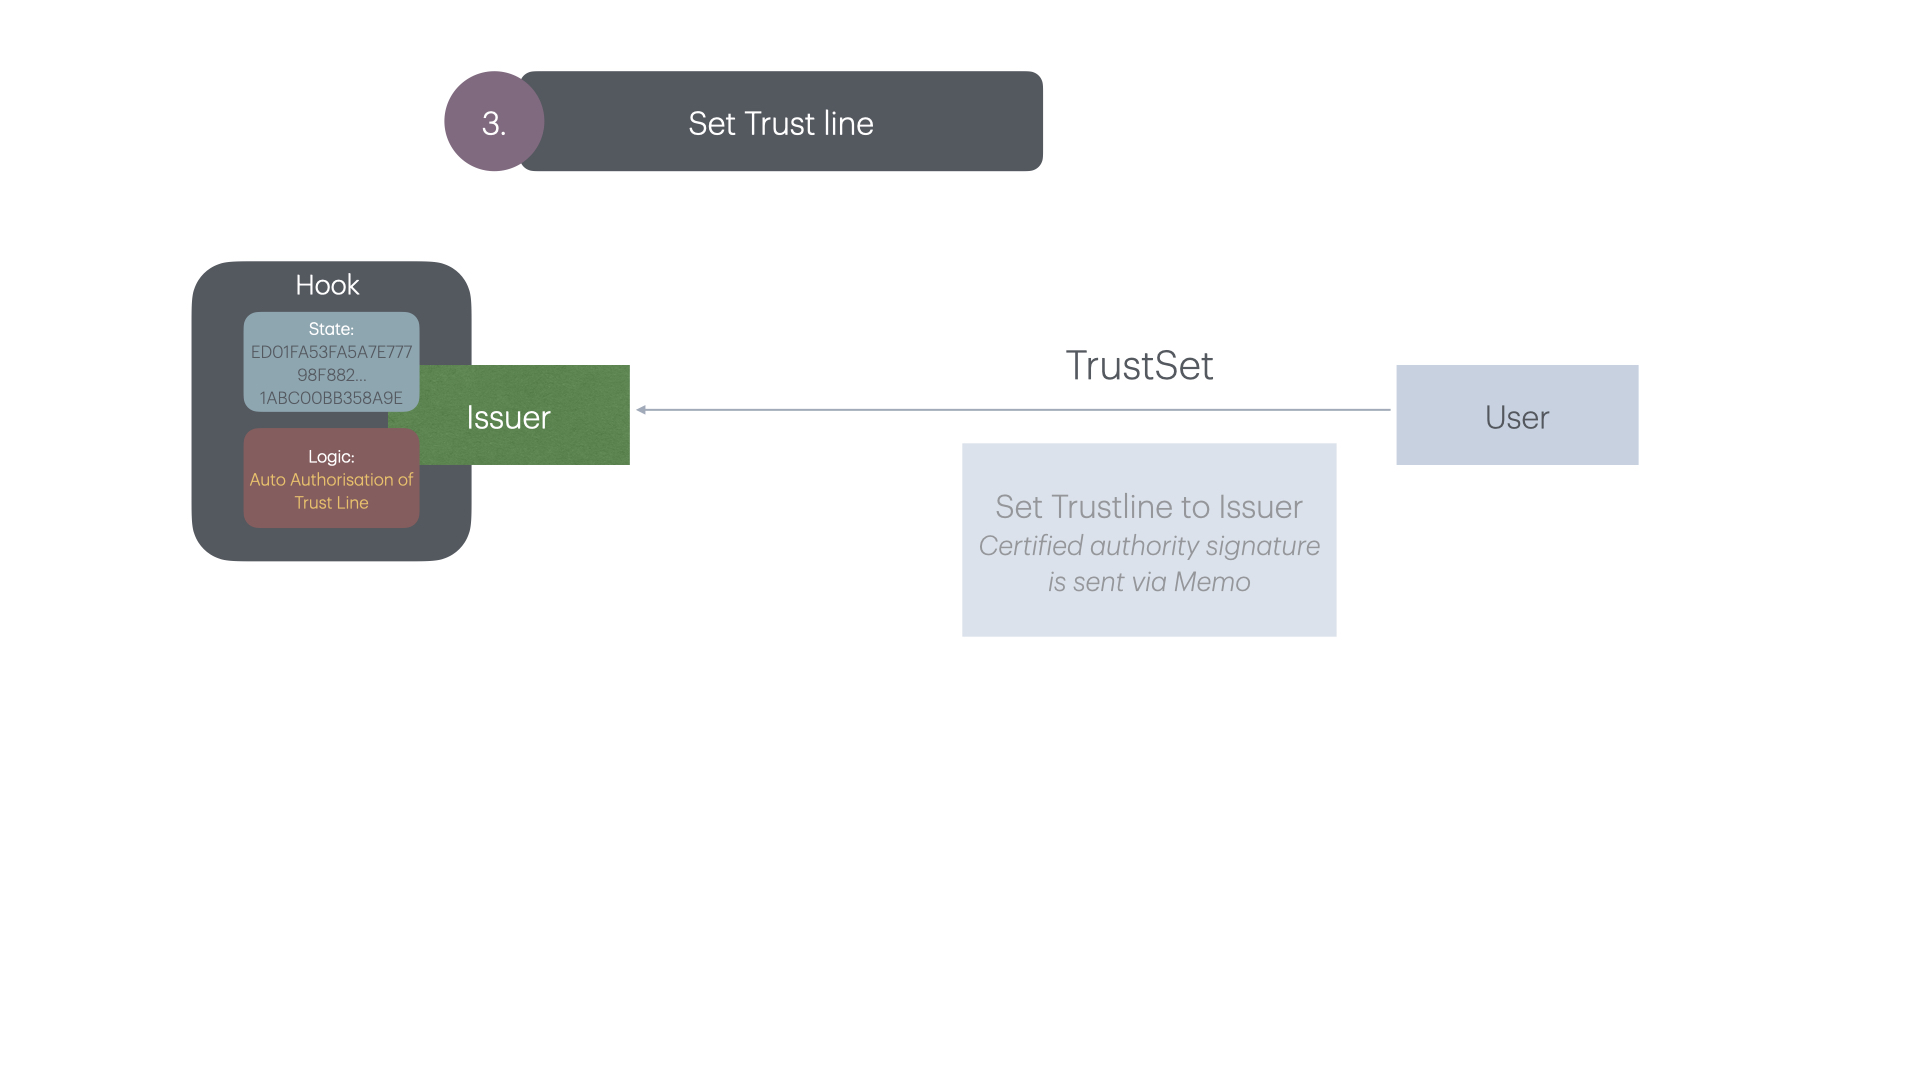 3.
Set Trust line
Hook
State:
ED01FA53FA5A7E777
98F882...
1ABC00BB358A9E
Logic:
Auto Authorisation of
Trust Line
Issuer
TrustSet
Set Trustline to Issuer
Certified authority signature
is sent via Memo
User